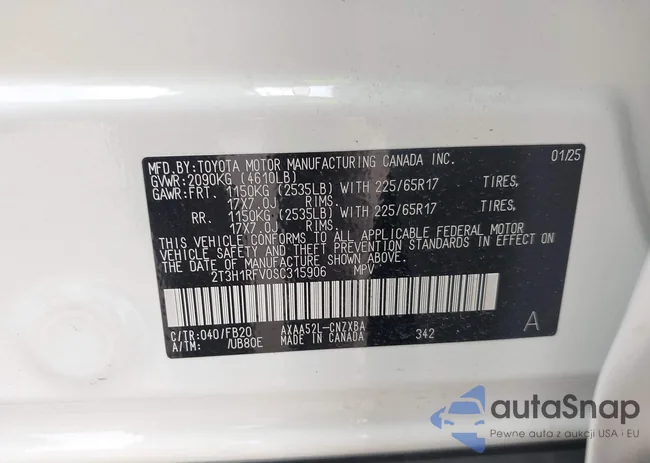 MFD.BY:TOYOTA MOTOR MANUFACTURING CANADA INC. 01/25
GVWR:2090KG (4610LB)
GAWR:FRT. 1150KG (2535LB) WITH 225/65R17 TIRES,
17X7.0J RIMS.
RR. 1150KG (2535LB) WITH 225/65R17 TIRES,
17X7.0J RIMS.
THIS VEHICLE CONFORMS TO ALL APPLICABLE FEDERAL MOTOR
VEHICLE SAFETY AND THEFT PREVENTION STANDARDS IN EFFECT
ON THE DATE OF MANUFACTURE SHOWN ABOVE.
2T3H1RFV0SC315906 MPV
C/TR:040/FB20 AXAA52L-CNZXBA 342 A
A/TM: /UB80E MADE IN CANADA
autaSnap
Pewne auta z aukcji USA i EU